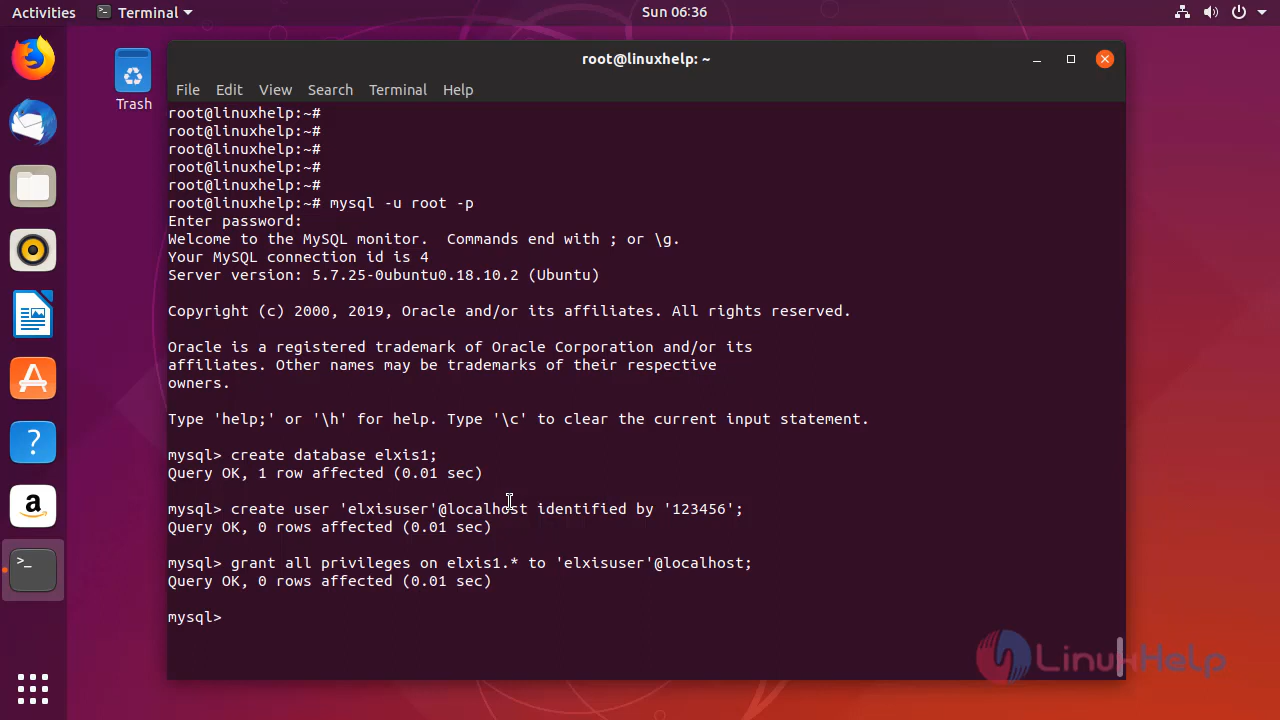 Activities
Terminal
Sun 06:36
Trash
root@linuxhelp: ~
File Edit View Search Terminal Help
root@linuxhelp:~#
root@linuxhelp:~#
root@linuxhelp:~#
root@linuxhelp:~#
root@linuxhelp:~#
root@linuxhelp:~# mysql -u root -p
Enter password:
Welcome to the MySQL monitor.  Commands end with ; or \g.
Your MySQL connection id is 4
Server version: 5.7.25-0ubuntu0.18.10.2 (Ubuntu)
Copyright (c) 2000, 2019, Oracle and/or its affiliates. All rights reserved.
Oracle is a registered trademark of Oracle Corporation and/or its
affiliates. Other names may be trademarks of their respective
owners.
Type 'help;' or '\h' for help. Type '\c' to clear the current input statement.
mysql> create database elxis1;
Query OK, 1 row affected (0.01 sec)
mysql> create user 'elxisuser'@localhost identified by '123456';
Query OK, 0 rows affected (0.01 sec)
mysql> grant all privileges on elxis1.* to 'elxisuser'@localhost;
Query OK, 0 rows affected (0.01 sec)
mysql>
LinuxHelp